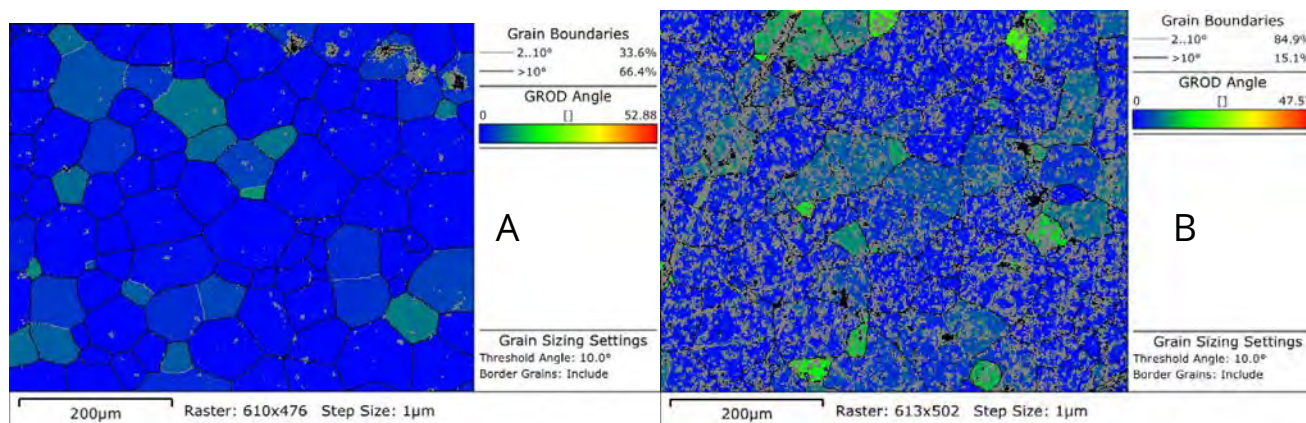 Grain Boundaries
2..10° 33.6%
>10° 66.4%
GROD Angle
0 [] 52.88
A
Grain Sizing Settings
Threshold Angle: 10.0°
Border Grains: Include
200µm Raster: 610x476 Step Size: 1µm
Grain Boundaries
2..10° 84.9%
>10° 15.1%
GROD Angle
0 [] 47.5
B
Grain Sizing Settings
Threshold Angle: 10.0°
Border Grains: Include
200µm Raster: 613x502 Step Size: 1µm